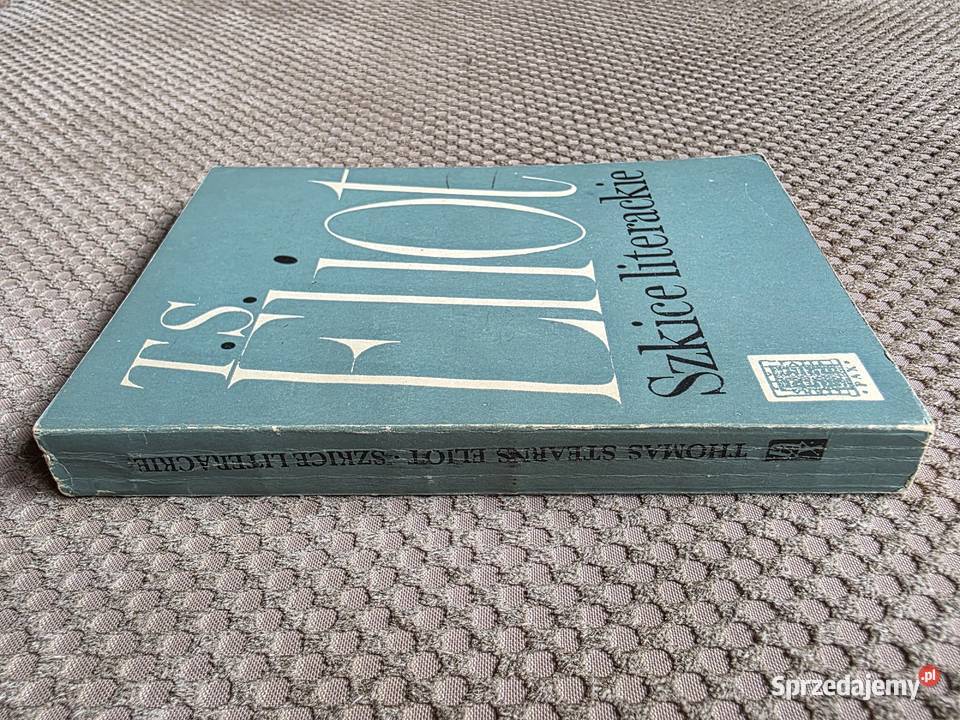 T.S.
Eliot
Szkice literackie
PAX
THOMAS STEARNS ELIOT · SZKICE LITERACKIE
Sprzedajemy.pl